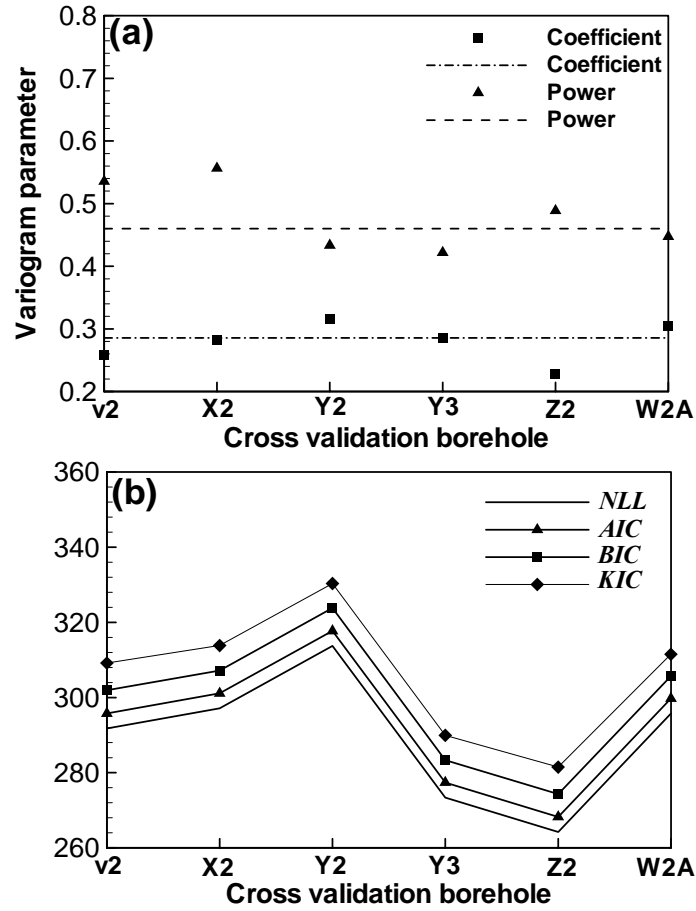 (a)
Coefficient
Coefficient
Power
Power
0.8
0.7
0.6
0.5
0.4
0.3
0.2
Variogram parameter
v2 X2 Y2 Y3 Z2 W2A
Cross validation borehole
(b)
NLL
AIC
BIC
KIC
360
340
320
300
280
260
v2 X2 Y2 Y3 Z2 W2A
Cross validation borehole